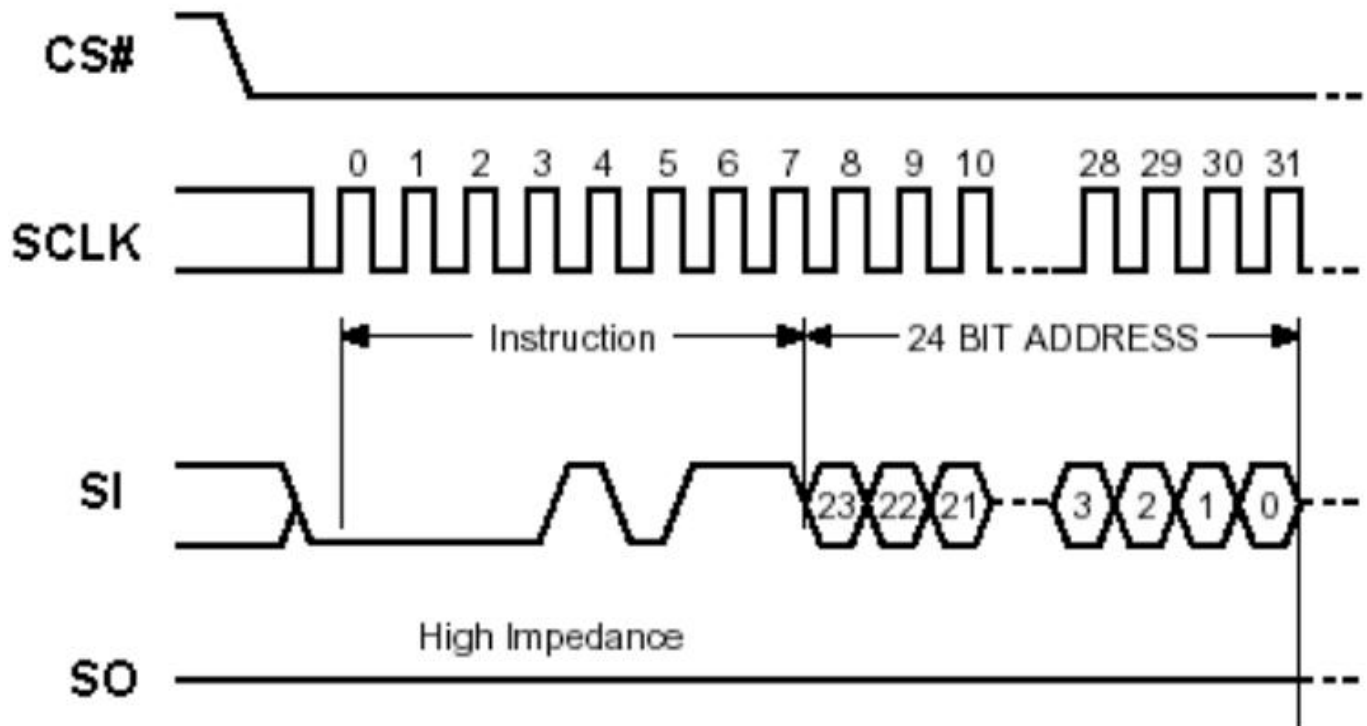 CS#
0 1 2 3 4 5 6 7 8 9 10 28 29 30 31
SCLK
Instruction 24 BIT ADDRESS
SI
23 22 21 3 2 1 0
High Impedance
SO